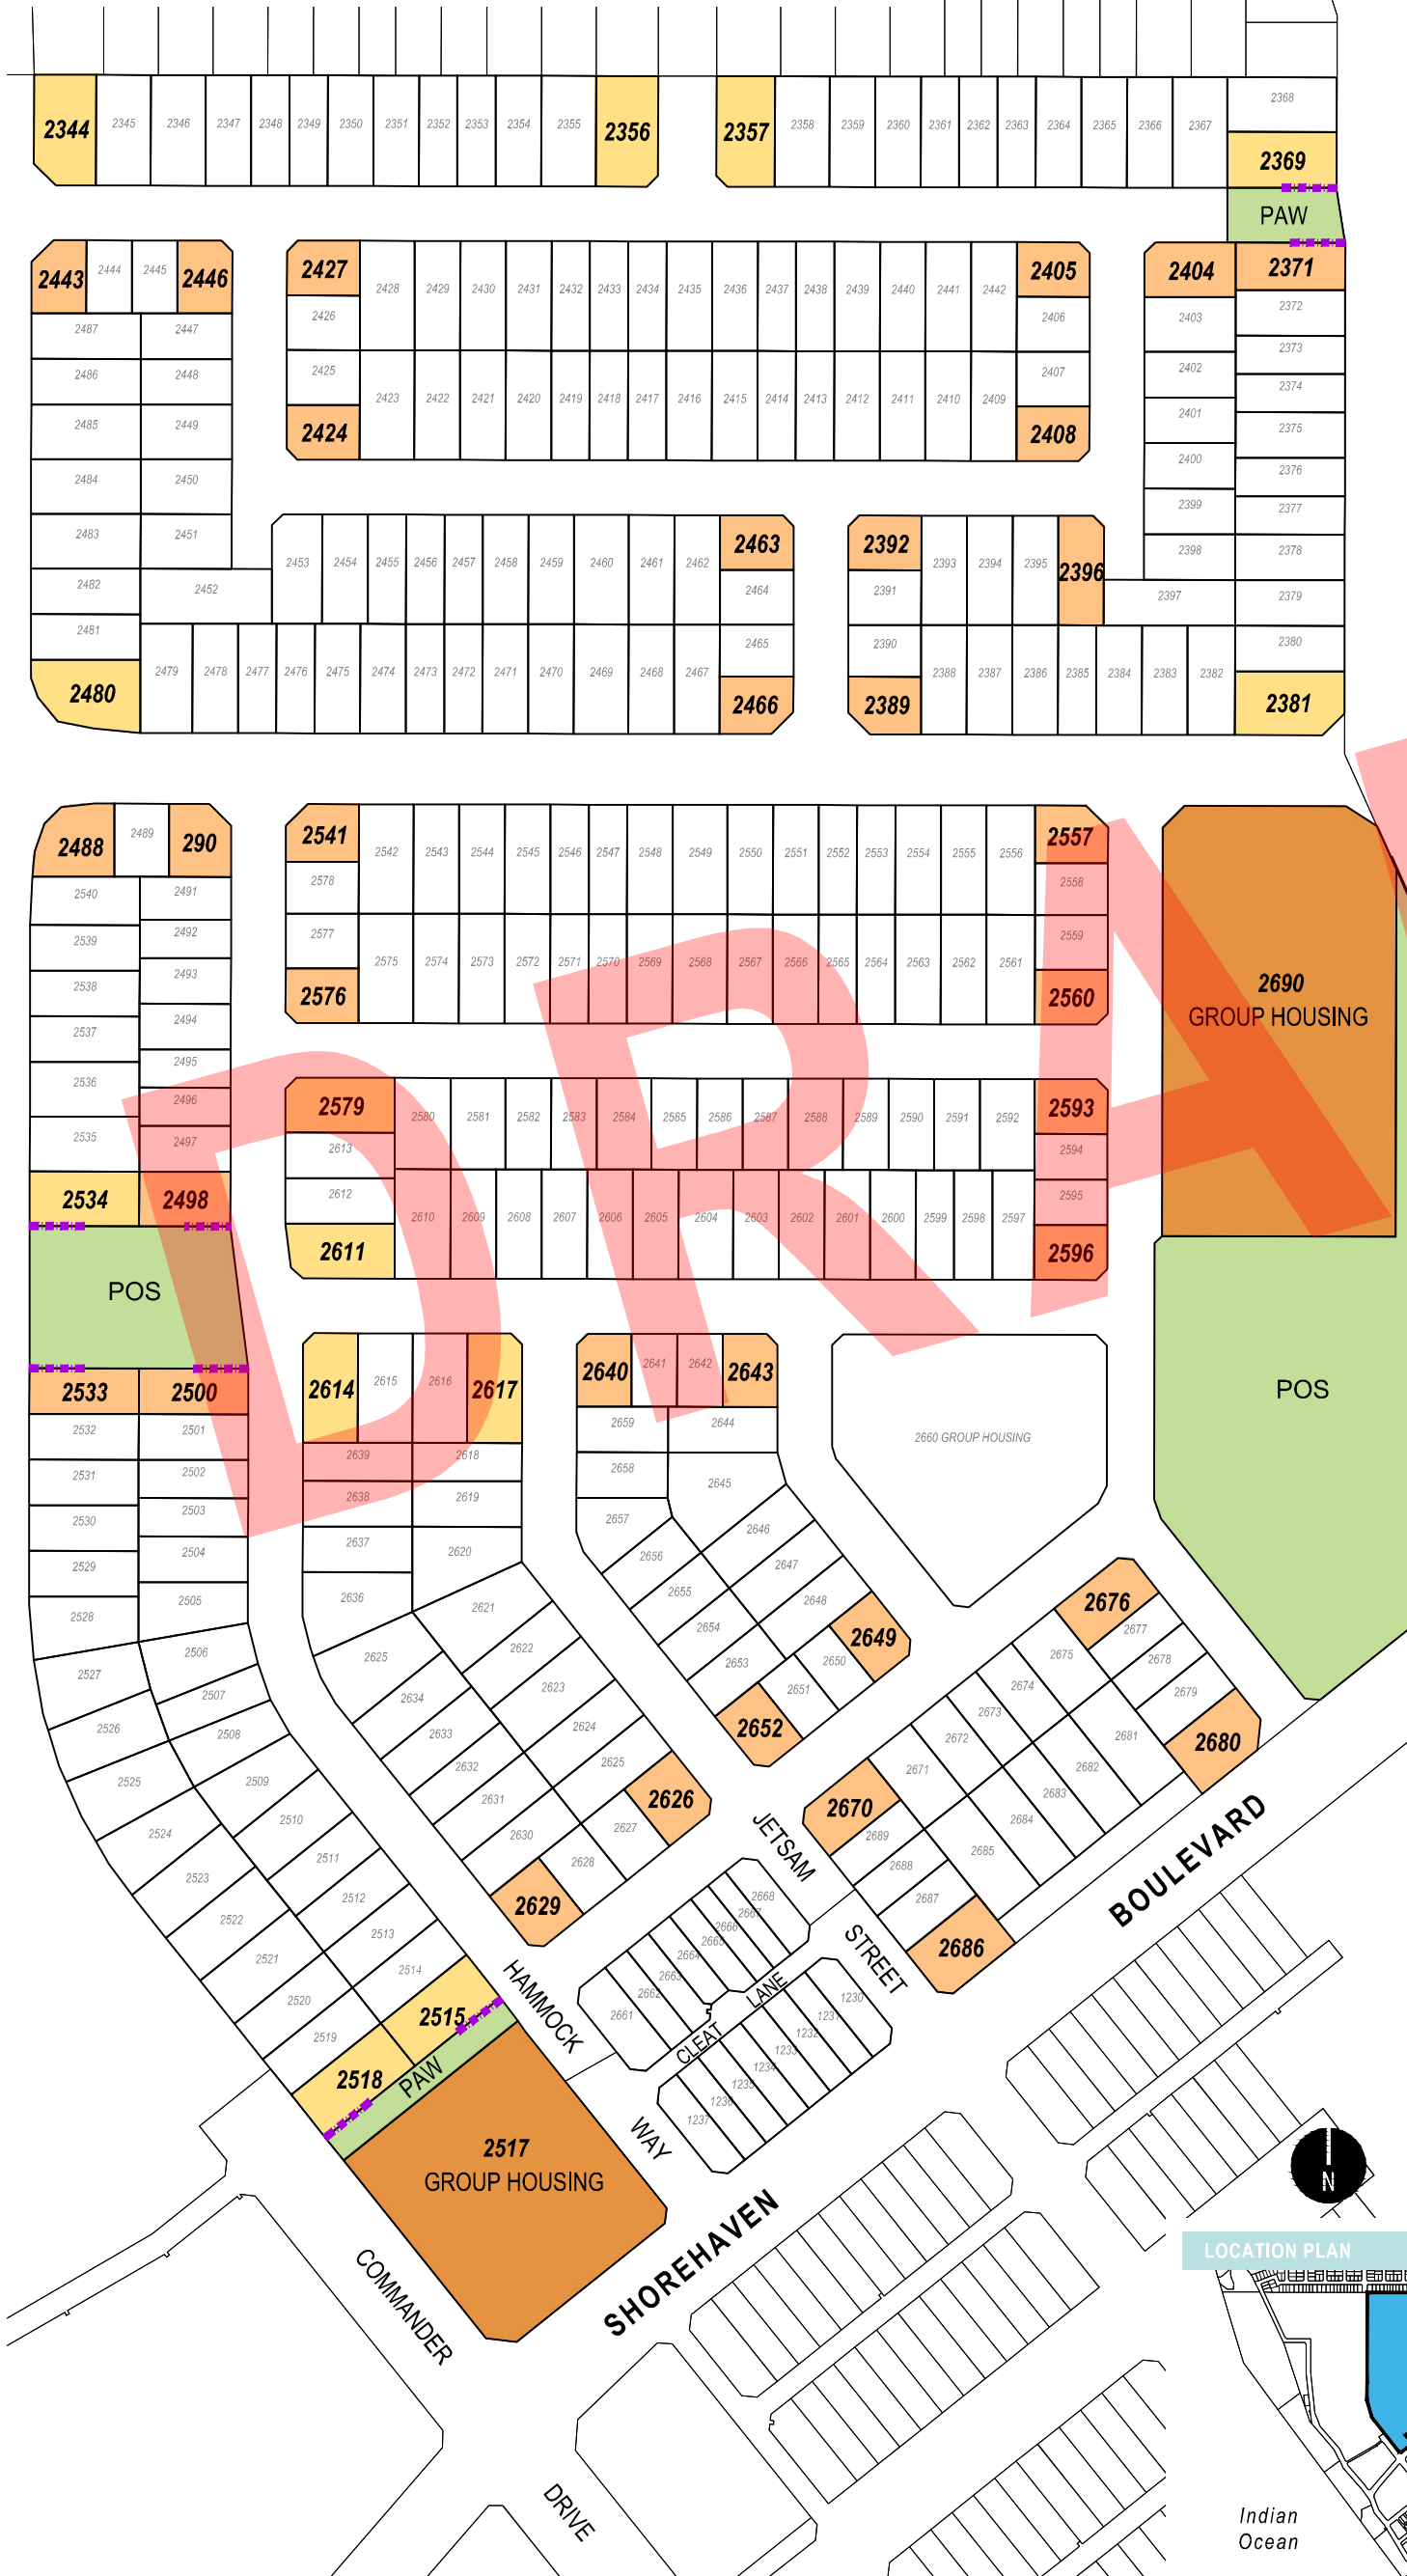 2344 2345 2346 2347 2348 2349 2350 2351 2352 2353 2354 2355 2356 2357 2358 2359 2360 2361 2362 2363 2364 2365 2366 2367 2368
2369
PAW
2443 2444 2445 2446 2427 2405 2404 2371
2428 2429 2430 2431 2432 2433 2434 2435 2436 2437 2438 2439 2440 2441 2442
2426 2406 2403 2372
2487 2447 2373
2425 2407 2402 2374
2486 2448
2423 2422 2421 2420 2419 2418 2417 2416 2415 2414 2413 2412 2411 2410 2409
2485 2449 2424 2408 2401 2375
2484 2450 2400 2376
2399 2377
2483 2451 2463 2392 2398 2378
2453 2454 2455 2456 2457 2458 2459 2460 2461 2462 2393 2394 2395 2396
2482 2452 2464 2391 2397 2379
2481 2465 2390 2380
2479 2478 2477 2476 2475 2474 2473 2472 2471 2470 2469 2468 2467 2388 2387 2386 2385 2384 2383 2382
2480 2466 2389 2381
2488 2489 290 2541 2557
2542 2543 2544 2545 2546 2547 2548 2549 2550 2551 2552 2553 2554 2555 2556
2540 2491 2578 2558
2539 2492 2577 2559
2575 2574 2573 2572 2571 2570 2569 2568 2567 2566 2565 2564 2563 2562 2561
2538 2493 2576 2560
2690
GROUP HOUSING
2537 2494
2495
2536 2496
2579 2580 2581 2582 2583 2584 2585 2586 2587 2588 2589 2590 2591 2592 2593
2535 2497 2613 2594
2534 2498 2612 2595
2610 2609 2608 2607 2606 2605 2604 2603 2602 2601 2600 2599 2598 2597
2611 2596
DRA
POS
2533 2500 2614 2615 2616 2617 2640 2641 2642 2643
POS
2532 2501 2659 2644
2660 GROUP HOUSING
2531 2502 2639 2618 2658 2645
2530 2503 2638 2619 2657 2646
2529 2504 2637 2620 2656 2647
2528 2505 2636 2621 2655 2648
2527 2506 2625 2622 2654 2649
2507 2634 2623 2653 2650
2526 2508 2633 2624 2652 2651
2525 2509 2632 2625
2524 2510 2631 2626
2523 2511 2630 2627
2522 2512 2629 2628
2521 2513
2520 2514
2519 2515
2518 PAW
2676
2675 2677
2674 2678
2673 2679
2672 2681 2680
2671 2682
2670 2683
2689 2684
2688 2685
2687
2686
JETSAM
STREET
BOULEVARD
2668
2667
2666
2665
2664
2663
2662
2661
CLEAT LANE
1230
1231
1232
1233
1234
1235
1236
1237
HAMMOCK
WAY
2517
GROUP HOUSING
SHOREHAVEN
COMMANDER
DRIVE
N
LOCATION PLAN
Indian
Ocean